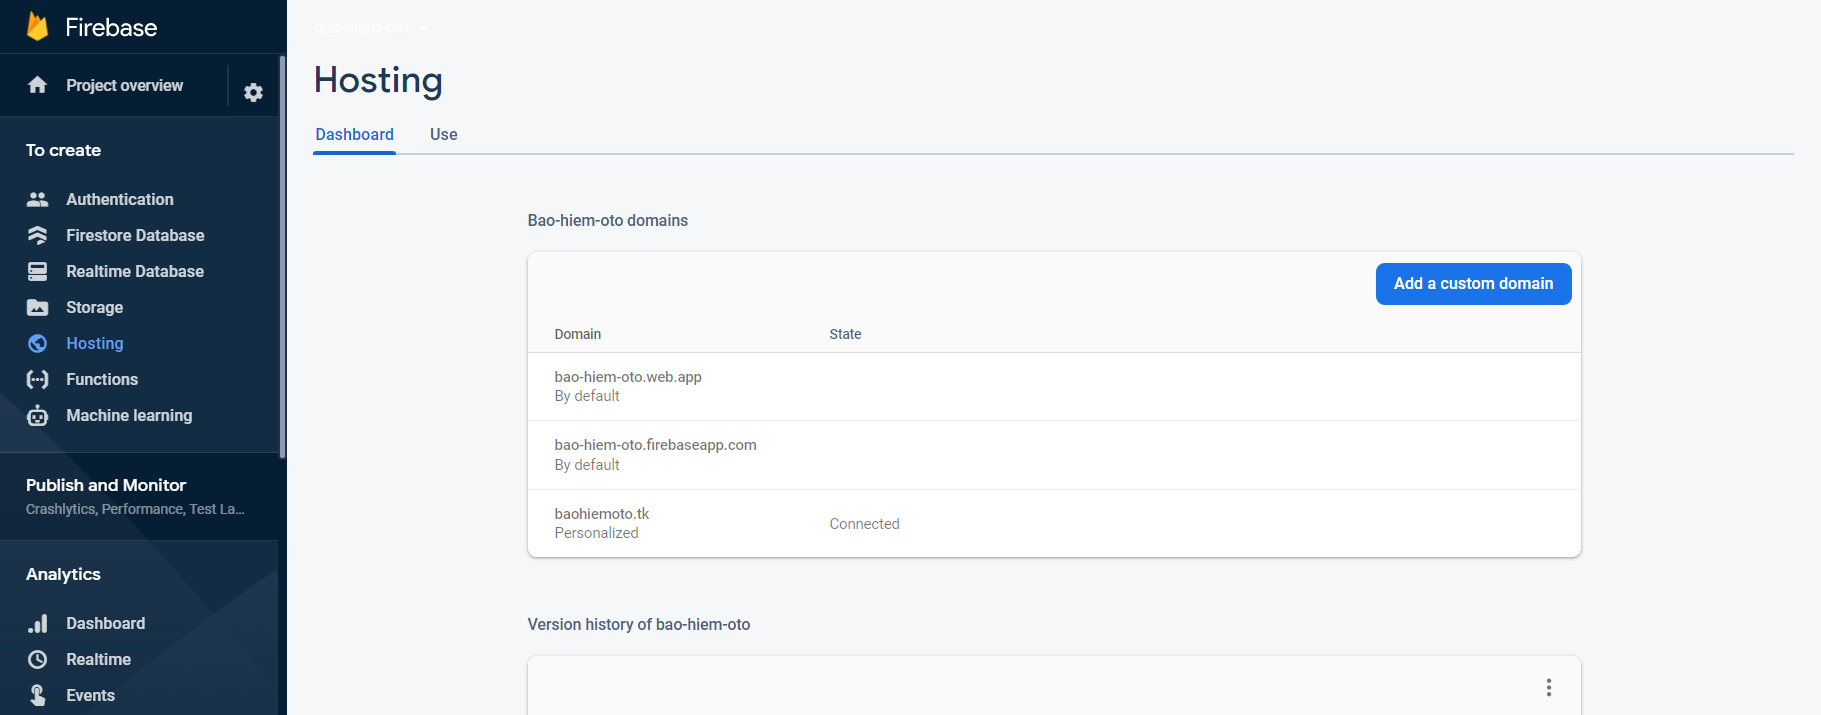 Firebase
Project overview
To create
Authentication
Firestore Database
Realtime Database
Storage
Hosting
Functions
Machine learning
Publish and Monitor
Crashlytics, Performance, Test La...
Analytics
Dashboard
Realtime
Events
bao-hiem-oto
Hosting
Dashboard Use
Bao-hiem-oto domains
Add a custom domain
Domain State
bao-hiem-oto.web.app
By default
bao-hiem-oto.firebaseapp.com
By default
baohiemoto.tk
Personalized
Connected
Version history of bao-hiem-oto